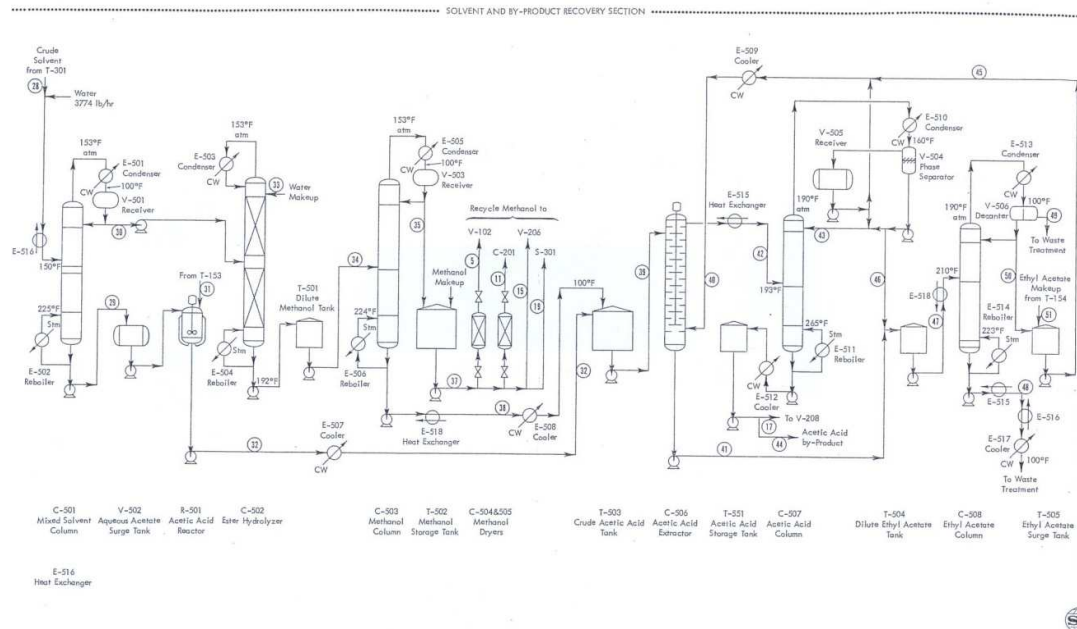 SOLVENT AND BY-PRODUCT RECOVERY SECTION
Crude
Solvent
From T-301
28
Water
3774 lb/hr
153°F
atm
E-501
Condenser
CW
100°F
V-501
Receiver
30
E-516
150°F
225°F
Stm
E-502
Reboiler
29
From T-153
31
153°F
atm
E-503
Condenser
CW
33
Water
Makeup
Stm
E-504
Reboiler
192°F
T-501
Dilute
Methanol Tank
34
153°F
atm
E-505
Condenser
CW
100°F
V-503
Receiver
35
224°F
Stm
E-506
Reboiler
Methanol
Makeup
Recycle Methanol to
V-102
V-206
C-201
S-301
5
11
15
19
37
38
E-518
Heat Exchanger
E-508
Cooler
CW
32
E-507
Cooler
CW
100°F
32
39
E-509
Cooler
CW
40
E-515
Heat Exchanger
42
41
190°F
atm
193°F
265°F
Stm
E-511
Reboiler
CW
E-512
Cooler
To V-208
17
44
Acetic Acid
by-Product
45
E-510
Condenser
CW
160°F
V-504
Phase
Separator
V-505
Receiver
43
46
E-513
Condenser
CW
100°F
V-506
Decanter
49
To Waste
Treatment
190°F
atm
210°F
E-518
47
50
Ethyl Acetate
Makeup
from T-154
51
E-514
Reboiler
223°F
Stm
48
E-515
E-516
E-517
Cooler
CW
100°F
To Waste
Treatment
C-501
Mixed Solvent
Column
V-502
Aqueous Acetate
Surge Tank
R-501
Acetic Acid
Reactor
C-502
Ester Hydrolyzer
C-503
Methanol
Column
T-502
Methanol
Storage Tank
C-504&505
Methanol
Dryers
T-503
Crude Acetic Acid
Tank
C-506
Acetic Acid
Extractor
T-551
Acetic Acid
Storage Tank
C-507
Acetic Acid
Column
T-504
Dilute Ethyl Acetate
Tank
C-508
Ethyl Acetate
Column
T-505
Ethyl Acetate
Surge Tank
E-516
Heat Exchanger
S